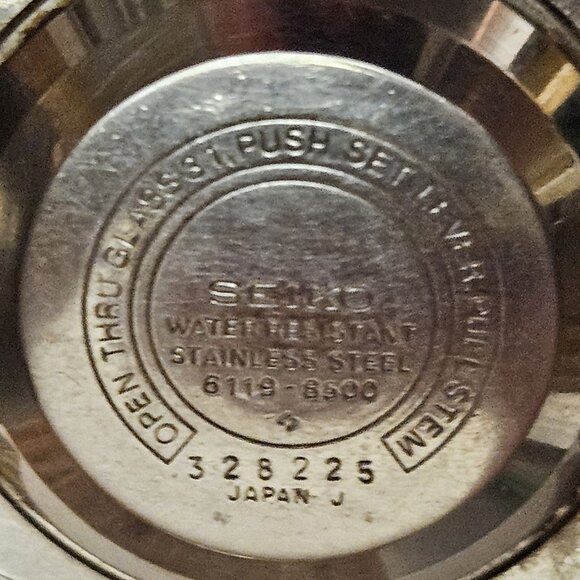 OPEN THRU GLASS & 1, PUSH SET LEVER PULL STEM
SEIKO
WATER RESISTANT
STAINLESS STEEL
6119-8500
328225
JAPAN J